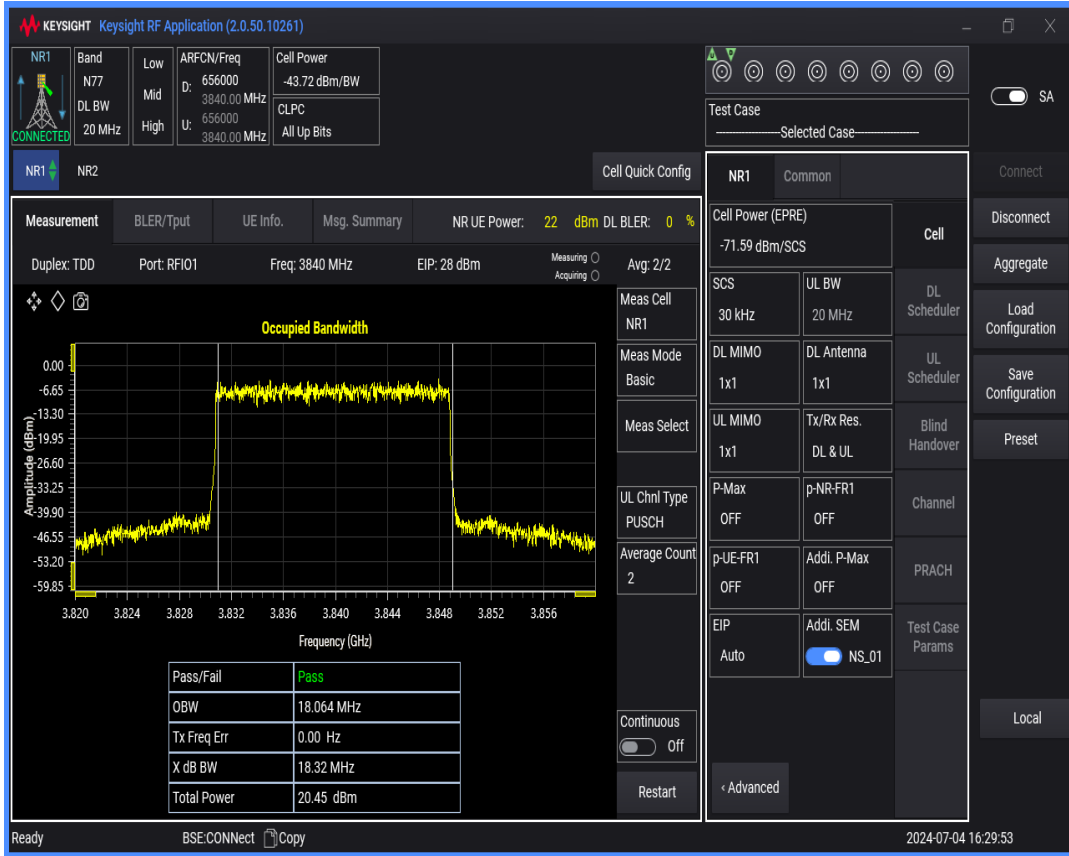 KEYSIGHT Keysight RF Application (2.0.50.10261)
NR1
CONNECTED
Band
N77
DL BW
20 MHz
Low
Mid
High
ARFCN/Freq
D: 656000
3840.00 MHz
U: 656000
3840.00 MHz
Cell Power
-43.72 dBm/BW
CLPC
All Up Bits
Test Case
--------------------Selected Case------------------
SA
NR1 NR2 Cell Quick Config
Measurement BLER/Tput UE Info. Msg. Summary NR UE Power: 22 dBm DL BLER: 0 %
Duplex: TDD Port: RFIO1 Freq: 3840 MHz EIP: 28 dBm Measuring Acquiring Avg: 2/2
Occupied Bandwidth
Amplitude (dBm)
0.00
-6.65
-13.30
-19.95
-26.60
-33.25
-39.90
-46.55
-53.20
-59.85
3.820 3.824 3.828 3.832 3.836 3.840 3.844 3.848 3.852 3.856
Frequency (GHz)
Pass/Fail Pass
OBW 18.064 MHz
Tx Freq Err 0.00 Hz
X dB BW 18.32 MHz
Total Power 20.45 dBm
Meas Cell
NR1
Meas Mode
Basic
Meas Select
UL Chnl Type
PUSCH
Average Count
2
Continuous
Off
Restart
NR1 Common
Cell Power (EPRE)
-71.59 dBm/SCS
SCS
30 kHz
UL BW
20 MHz
DL MIMO
1x1
DL Antenna
1x1
UL MIMO
1x1
Tx/Rx Res.
DL & UL
P-Max
OFF
p-NR-FR1
OFF
p-UE-FR1
OFF
Addi. P-Max
OFF
EIP
Auto
Addi. SEM
NS_01
‹ Advanced
Cell
DL
Scheduler
UL
Scheduler
Blind
Handover
Channel
PRACH
Test Case
Params
Connect
Disconnect
Aggregate
Load
Configuration
Save
Configuration
Preset
Local
Ready BSE:CONNect Copy 2024-07-04 16:29:53